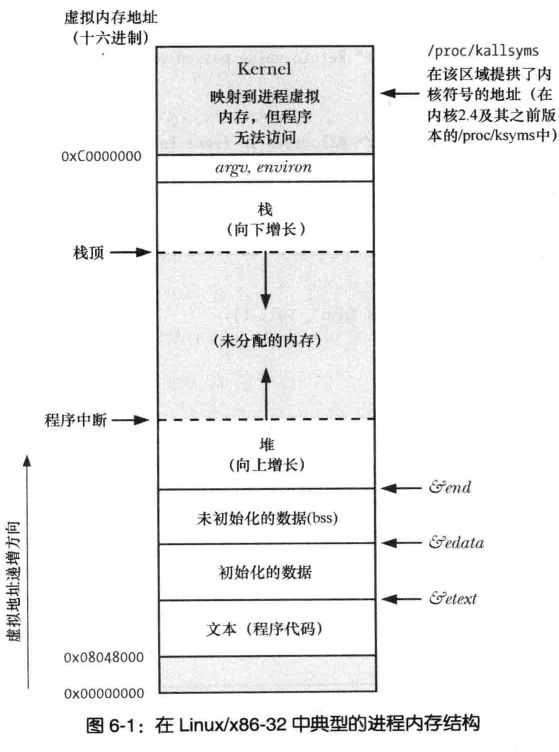 虚拟内存地址
（十六进制）
Kernel
映射到进程虚拟
内存，但程序
无法访问
/proc/kallsyms
在该区域提供了内
核符号的地址（在
内核2.4及其之前版
本的/proc/ksyms中）
0xC0000000
argv, environ
栈
（向下增长）
栈顶
（未分配的内存）
程序中断
堆
（向上增长）
&end
未初始化的数据(bss)
&edata
初始化的数据
&etext
文本（程序代码）
0x08048000
0x00000000
虚拟地址递增方向
图 6-1：在 Linux/x86-32 中典型的进程内存结构